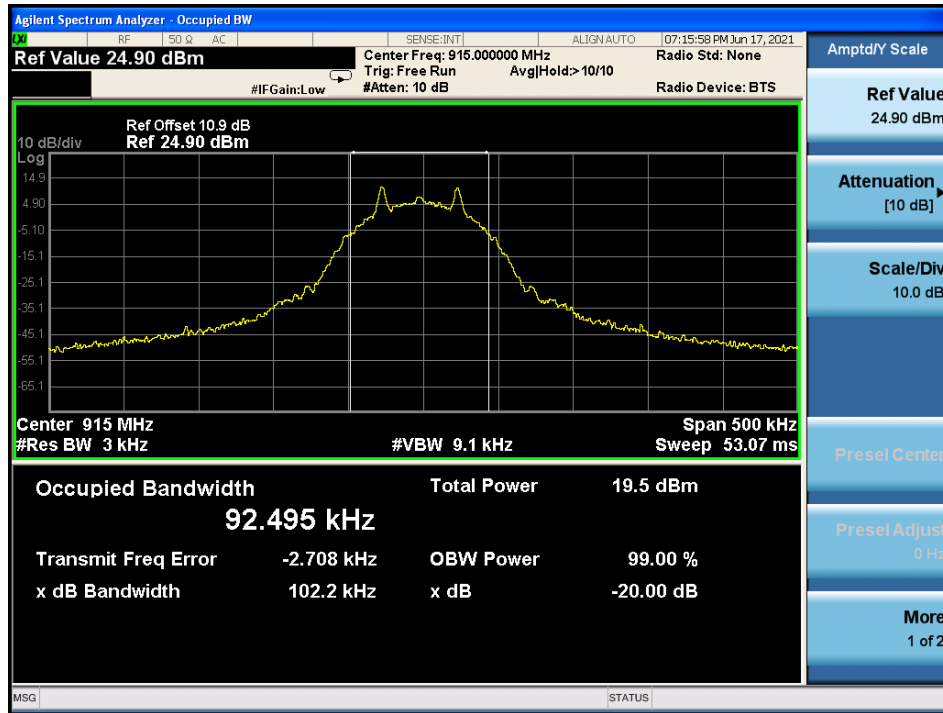 Agilent Spectrum Analyzer - Occupied BW
LXI RF 50 Ω AC SENSE:INT ALIGN AUTO 07:15:58 PM Jun 17, 2021
Ref Value 24.90 dBm
Center Freq: 915.000000 MHz
Radio Std: None
Trig: Free Run Avg|Hold:> 10/10
#IFGain:Low #Atten: 10 dB Radio Device: BTS
Ref Offset 10.9 dB
10 dB/div Ref 24.90 dBm
Log
14.9
4.90
-5.10
-15.1
-25.1
-35.1
-45.1
-55.1
-65.1
Center 915 MHz Span 500 kHz
#Res BW 3 kHz #VBW 9.1 kHz Sweep 53.07 ms
Occupied Bandwidth Total Power 19.5 dBm
92.495 kHz
Transmit Freq Error -2.708 kHz OBW Power 99.00 %
x dB Bandwidth 102.2 kHz x dB -20.00 dB
MSG STATUS
Amptd/Y Scale
Ref Value
24.90 dBm
Attenuation
[10 dB]
Scale/Div
10.0 dB
Presel Center
Presel Adjust
0 Hz
More
1 of 2